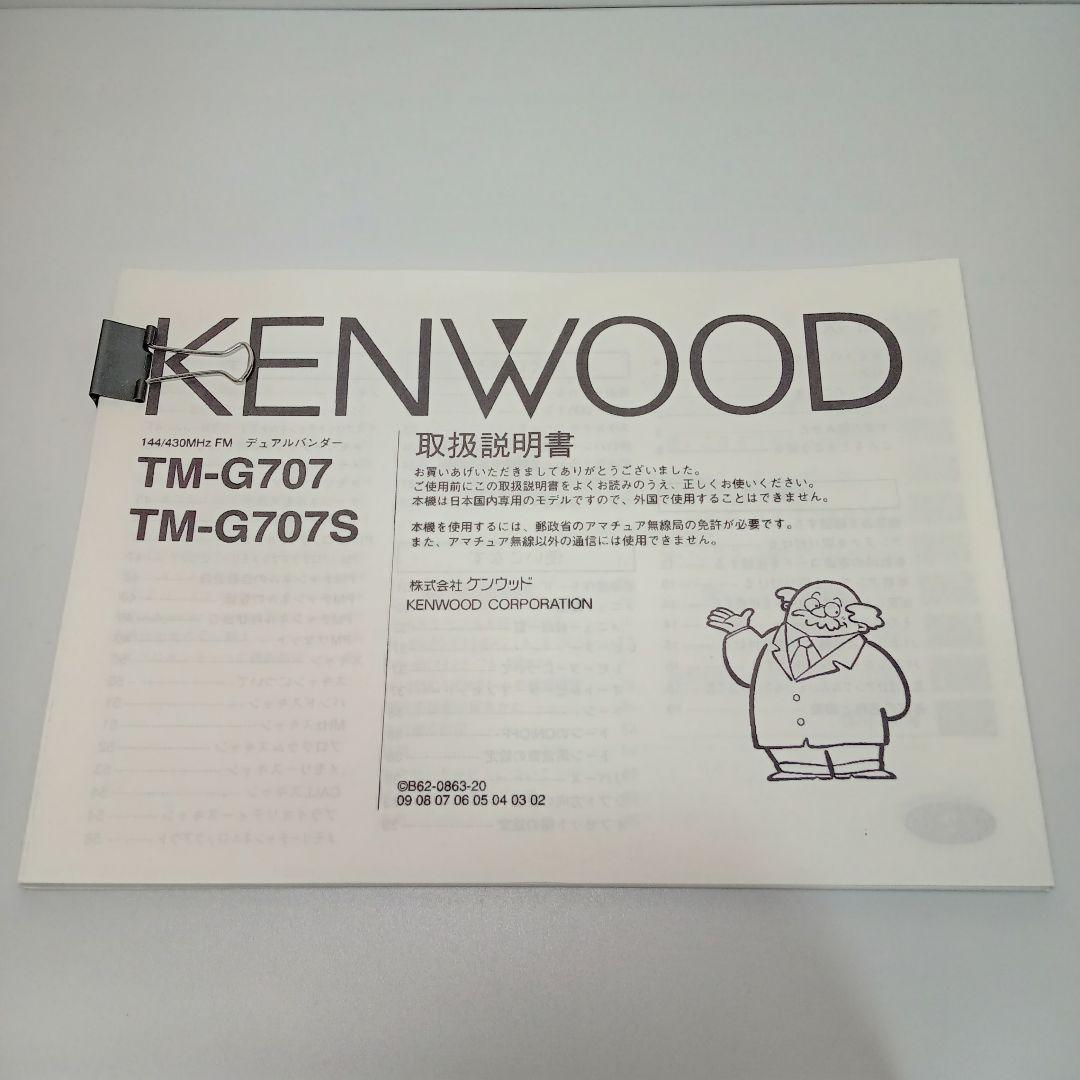 KENWOOD
144/430MHz FM デュアルバンダー
TM-G707
TM-G707S
取扱説明書
お買いあげいただきましてありがとうございました。
ご使用前にこの取扱説明書をよくお読みのうえ、正しくお使いください。
本機は日本国内専用のモデルですので、外国で使用することはできません。
本機を使用するには、郵政省のアマチュア無線局の免許が必要です。
また、アマチュア無線以外の通信には使用できません。
株式会社 ケンウッド
KENWOOD CORPORATION
©B62-0863-20
09 08 07 06 05 04 03 02